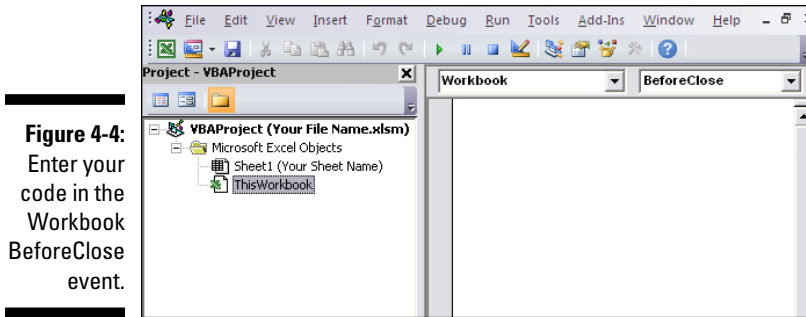 File Edit View Insert Format Debug Run Tools Add-Ins Window Help
Project - VBAProject
Workbook BeforeClose
VBAProject (Your File Name.xlsm)
Microsoft Excel Objects
Sheet1 (Your Sheet Name)
ThisWorkbook
Figure 4-4:
Enter your
code in the
Workbook
BeforeClose
event.